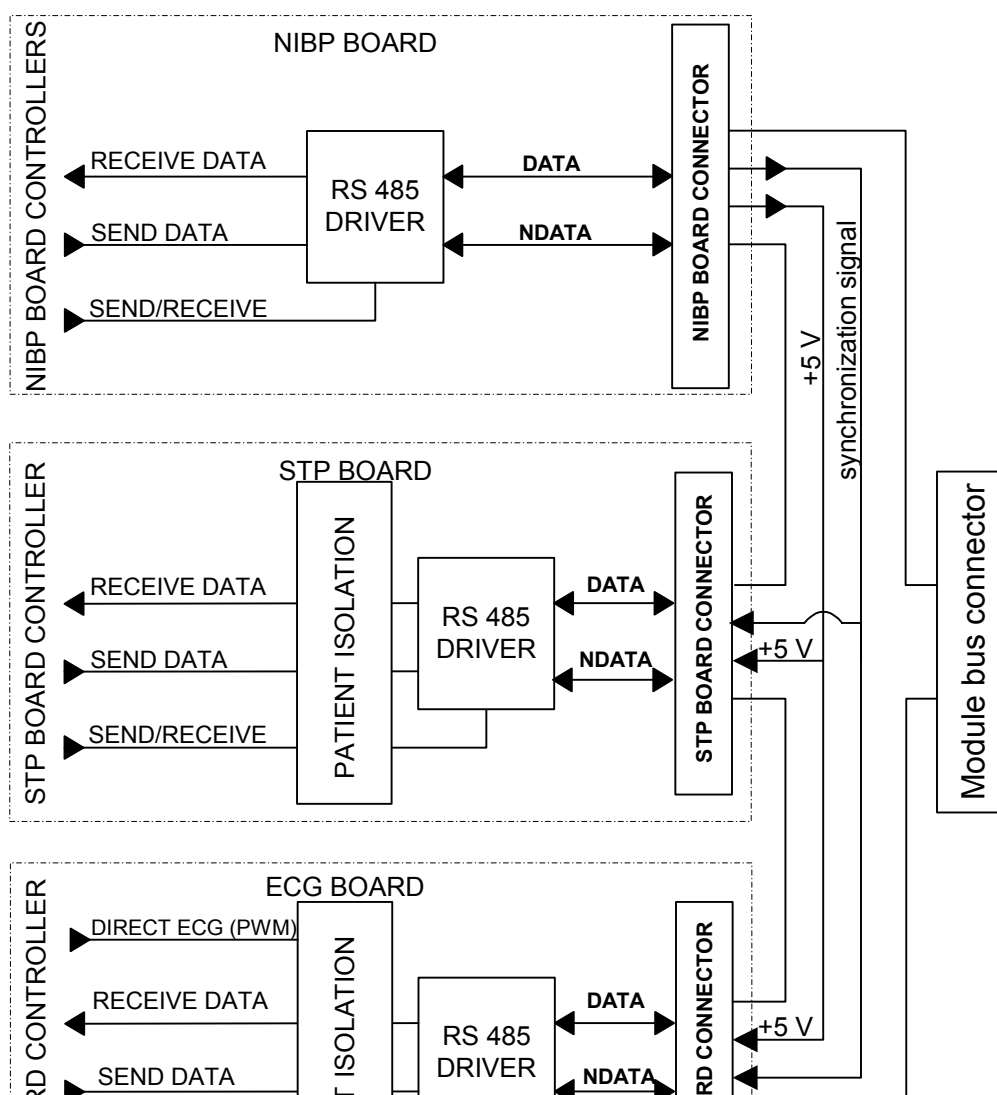 NIBP BOARD
NIBP BOARD CONTROLLERS
RECEIVE DATA
SEND DATA
SEND/RECEIVE
RS 485
DRIVER
DATA
NDATA
NIBP BOARD CONNECTOR
+5 V
synchronization signal
STP BOARD
STP BOARD CONTROLLER
RECEIVE DATA
SEND DATA
SEND/RECEIVE
PATIENT ISOLATION
RS 485
DRIVER
DATA
NDATA
STP BOARD CONNECTOR
+5 V
Module bus connector
ECG BOARD
CONTROLLER
DIRECT ECG (PWM)
RECEIVE DATA
SEND DATA
ISOLATION
RS 485
DRIVER
DATA
NDATA
CONNECTOR
+5 V